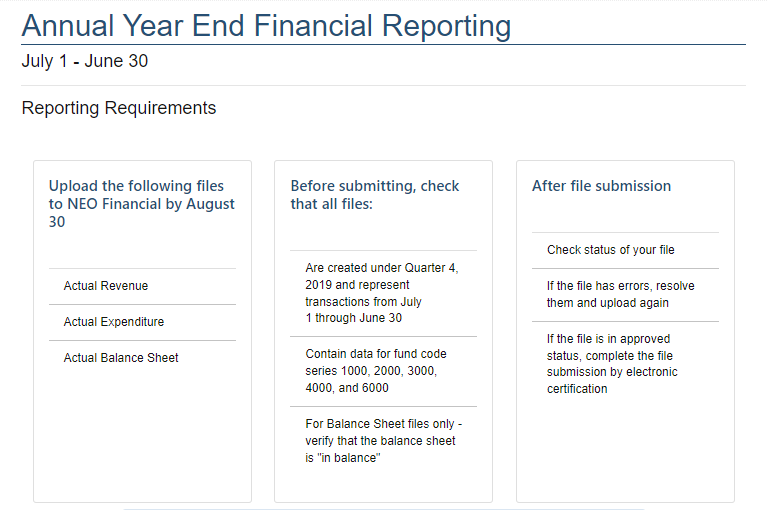 Annual Year End Financial Reporting
July 1 - June 30
Reporting Requirements
Upload the following files
to NEO Financial by August
30
Actual Revenue
Actual Expenditure
Actual Balance Sheet
Before submitting, check
that all files:
Are created under Quarter 4,
2019 and represent
transactions from July
1 through June 30
Contain data for fund code
series 1000, 2000, 3000,
4000, and 6000
For Balance Sheet files only -
verify that the balance sheet
is "in balance"
After file submission
Check status of your file
If the file has errors, resolve
them and upload again
If the file is in approved
status, complete the file
submission by electronic
certification